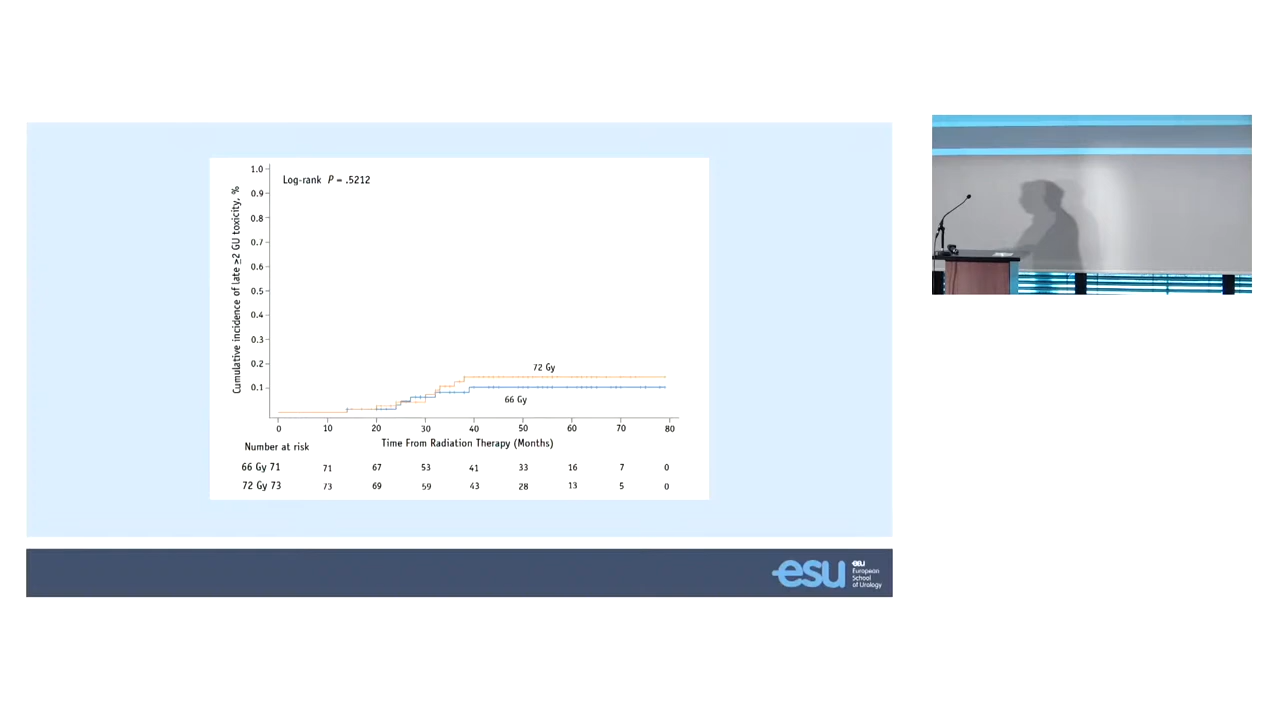 Log-rank P = .5212
Cumulative incidence of late ≥2 GU toxicity, %
1.0
0.9
0.8
0.7
0.6
0.5
0.4
0.3
0.2
0.1
72 Gy
66 Gy
0 10 20 30 40 50 60 70 80
Time From Radiation Therapy (Months)
Number at risk
66 Gy 71 71 67 53 41 33 16 7 0
72 Gy 73 73 69 59 43 28 13 5 0
esu
eau
European
School
of Urology